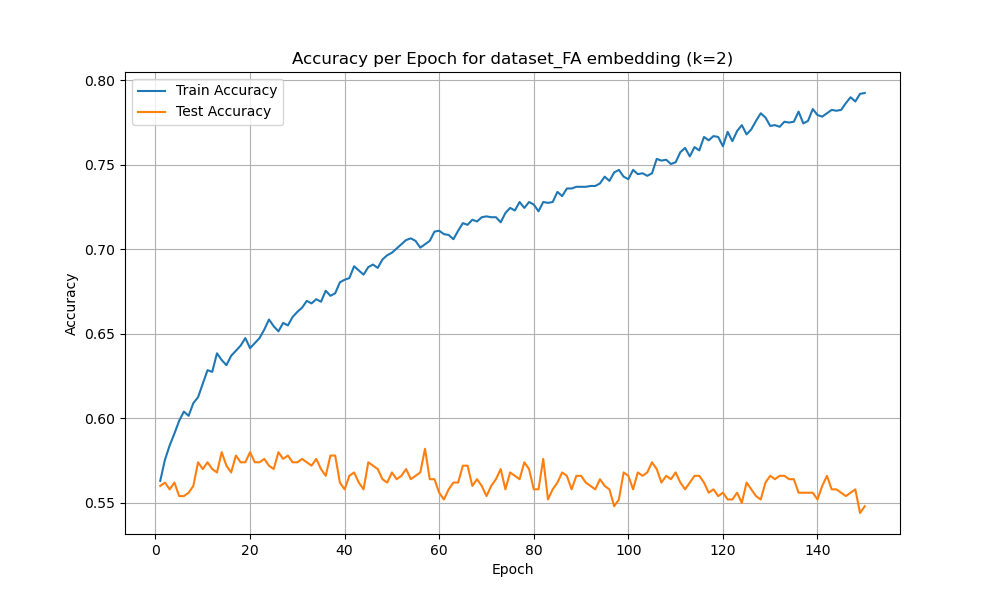 Accuracy per Epoch for dataset_FA embedding (k=2)
Train Accuracy
Test Accuracy
Accuracy
0.80
0.75
0.70
0.65
0.60
0.55
0 20 40 60 80 100 120 140
Epoch